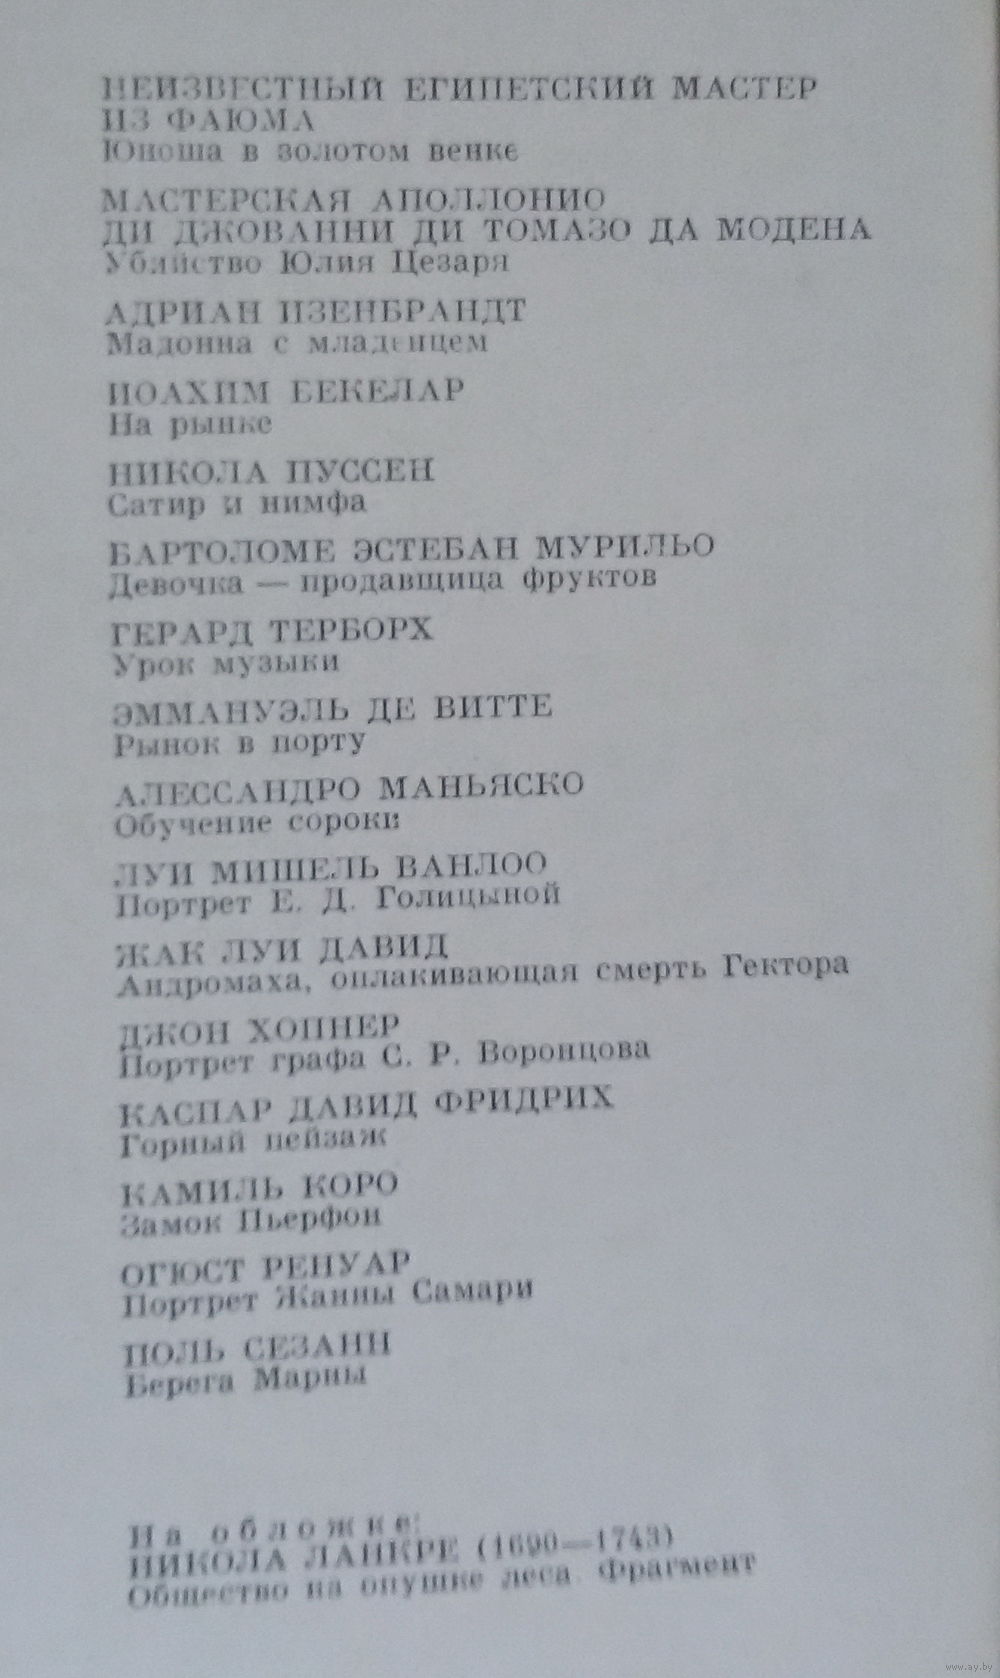 НЕИЗВЕСТНЫЙ ЕГИПЕТСКИЙ МАСТЕР
ИЗ ФАЮМА
Юноша в золотом венке
МАСТЕРСКАЯ АПОЛЛОНИО
ДИ ДЖОВАННИ ДИ ТОМАЗО ДА МОДЕНА
Убийство Юлия Цезаря
АДРИАН ИЗЕНБРАНДТ
Мадонна с младенцем
ИОАХИМ БЕКЕЛАР
На рынке
НИКОЛА ПУССЕН
Сатир и нимфа
БАРТОЛОМЕ ЭСТЕБАН МУРИЛЬО
Девочка — продавщица фруктов
ГЕРАРД ТЕРБОРХ
Урок музыки
ЭММАНУЭЛЬ ДЕ ВИТТЕ
Рынок в порту
АЛЕССАНДРО МАНЬЯСКО
Обучение сороки
ЛУИ МИШЕЛЬ ВАНЛОО
Портрет Е. Д. Голицыной
ЖАК ЛУИ ДАВИД
Андромаха, оплакивающая смерть Гектора
ДЖОН ХОПНЕР
Портрет графа С. Р. Воронцова
КАСПАР ДАВИД ФРИДРИХ
Горный пейзаж
КАМИЛЬ КОРО
Замок Пьерфон
ОГЮСТ РЕНУАР
Портрет Жанны Самари
ПОЛЬ СЕЗАНН
Берега Марны
На обложке:
НИКОЛА ЛАНКРЕ (1690—1743)
Общество на опушке леса. Фрагмент
www.ay.by